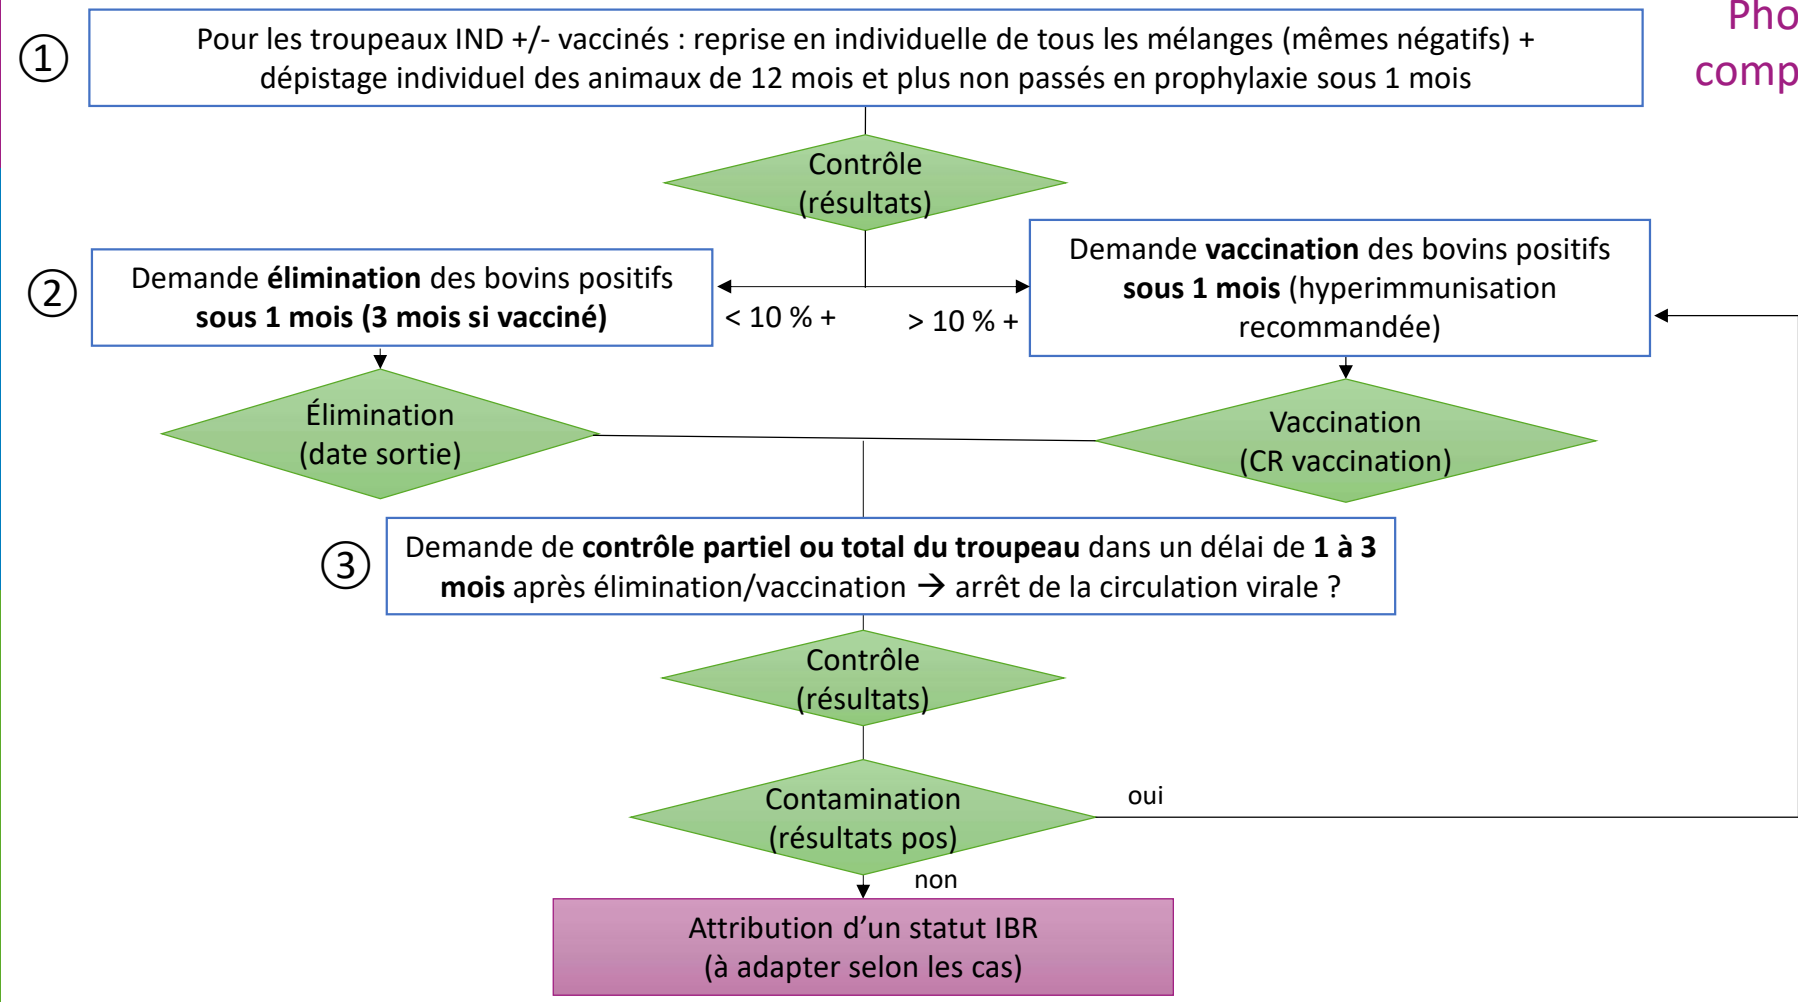 Pho
comp
①
Pour les troupeaux IND +/- vaccinés : reprise en individuelle de tous les mélanges (mêmes négatifs) +
dépistage individuel des animaux de 12 mois et plus non passés en prophylaxie sous 1 mois
Contrôle
(résultats)
②
Demande élimination des bovins positifs
sous 1 mois (3 mois si vacciné)
< 10 % +
> 10 % +
Demande vaccination des bovins positifs
sous 1 mois (hyperimmunisation
recommandée)
Élimination
(date sortie)
Vaccination
(CR vaccination)
③
Demande de contrôle partiel ou total du troupeau dans un délai de 1 à 3
mois après élimination/vaccination → arrêt de la circulation virale ?
Contrôle
(résultats)
Contamination
(résultats pos)
oui
non
Attribution d’un statut IBR
(à adapter selon les cas)